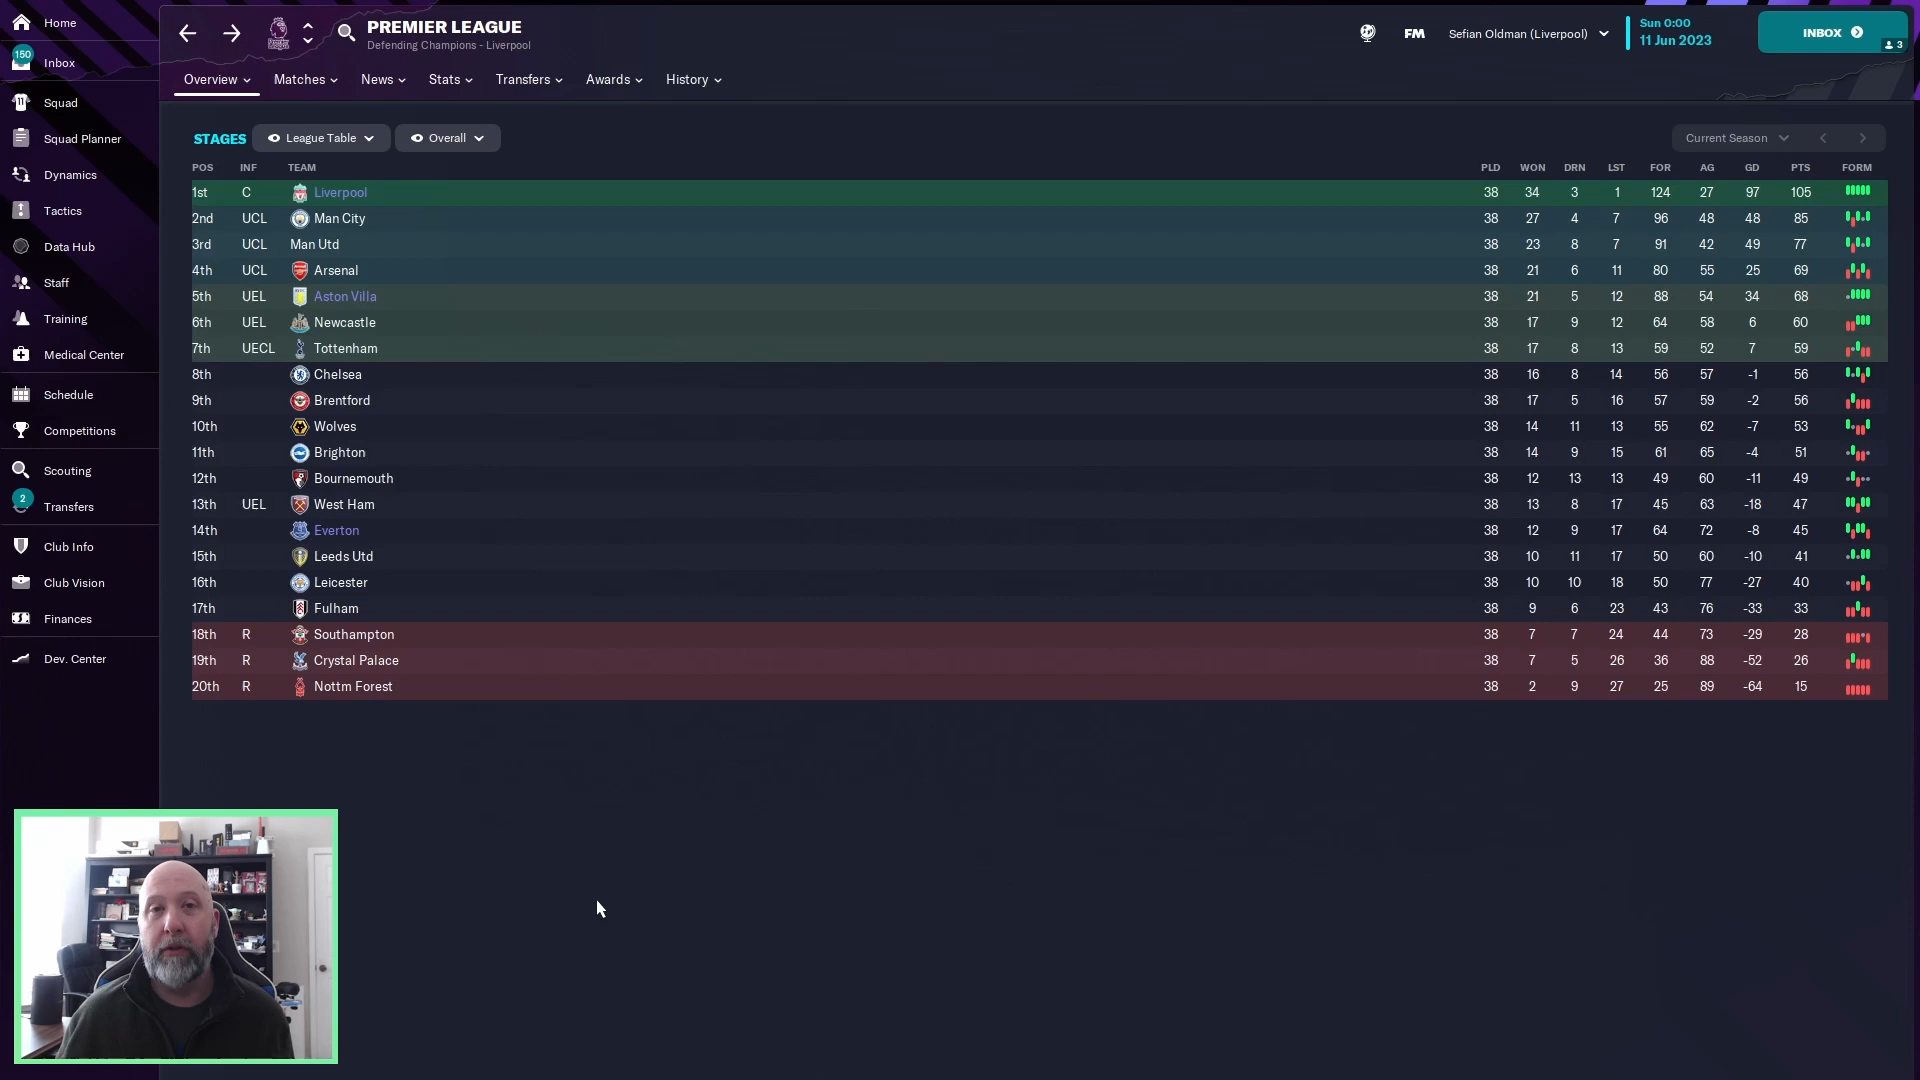 Home
150
Inbox
Squad
Squad Planner
Dynamics
Tactics
Data Hub
Staff
Training
Medical Center
Schedule
Competitions
Scouting
2
Transfers
Club Info
Club Vision
Finances
Dev. Center
PREMIER LEAGUE
Defending Champions - Liverpool
FM
Sefian Oldman (Liverpool)
Sun 0:00
11 Jun 2023
INBOX
3
Overview Matches News Stats Transfers Awards History
STAGES League Table Overall Current Season
POS INF TEAM PLD WON DRN LST FOR AG GD PTS FORM
1st C Liverpool 38 34 3 1 124 27 97 105
2nd UCL Man City 38 27 4 7 96 48 48 85
3rd UCL Man Utd 38 23 8 7 91 42 49 77
4th UCL Arsenal 38 21 6 11 80 55 25 69
5th UEL Aston Villa 38 21 5 12 88 54 34 68
6th UEL Newcastle 38 17 9 12 64 58 6 60
7th UECL Tottenham 38 17 8 13 59 52 7 59
8th Chelsea 38 16 8 14 56 57 -1 56
9th Brentford 38 17 5 16 57 59 -2 56
10th Wolves 38 14 11 13 55 62 -7 53
11th Brighton 38 14 9 15 61 65 -4 51
12th Bournemouth 38 12 13 13 49 60 -11 49
13th UEL West Ham 38 13 8 17 45 63 -18 47
14th Everton 38 12 9 17 64 72 -8 45
15th Leeds Utd 38 10 11 17 50 60 -10 41
16th Leicester 38 10 10 18 50 77 -27 40
17th Fulham 38 9 6 23 43 76 -33 33
18th R Southampton 38 7 7 24 44 73 -29 28
19th R Crystal Palace 38 7 5 26 36 88 -52 26
20th R Nottm Forest 38 2 9 27 25 89 -64 15